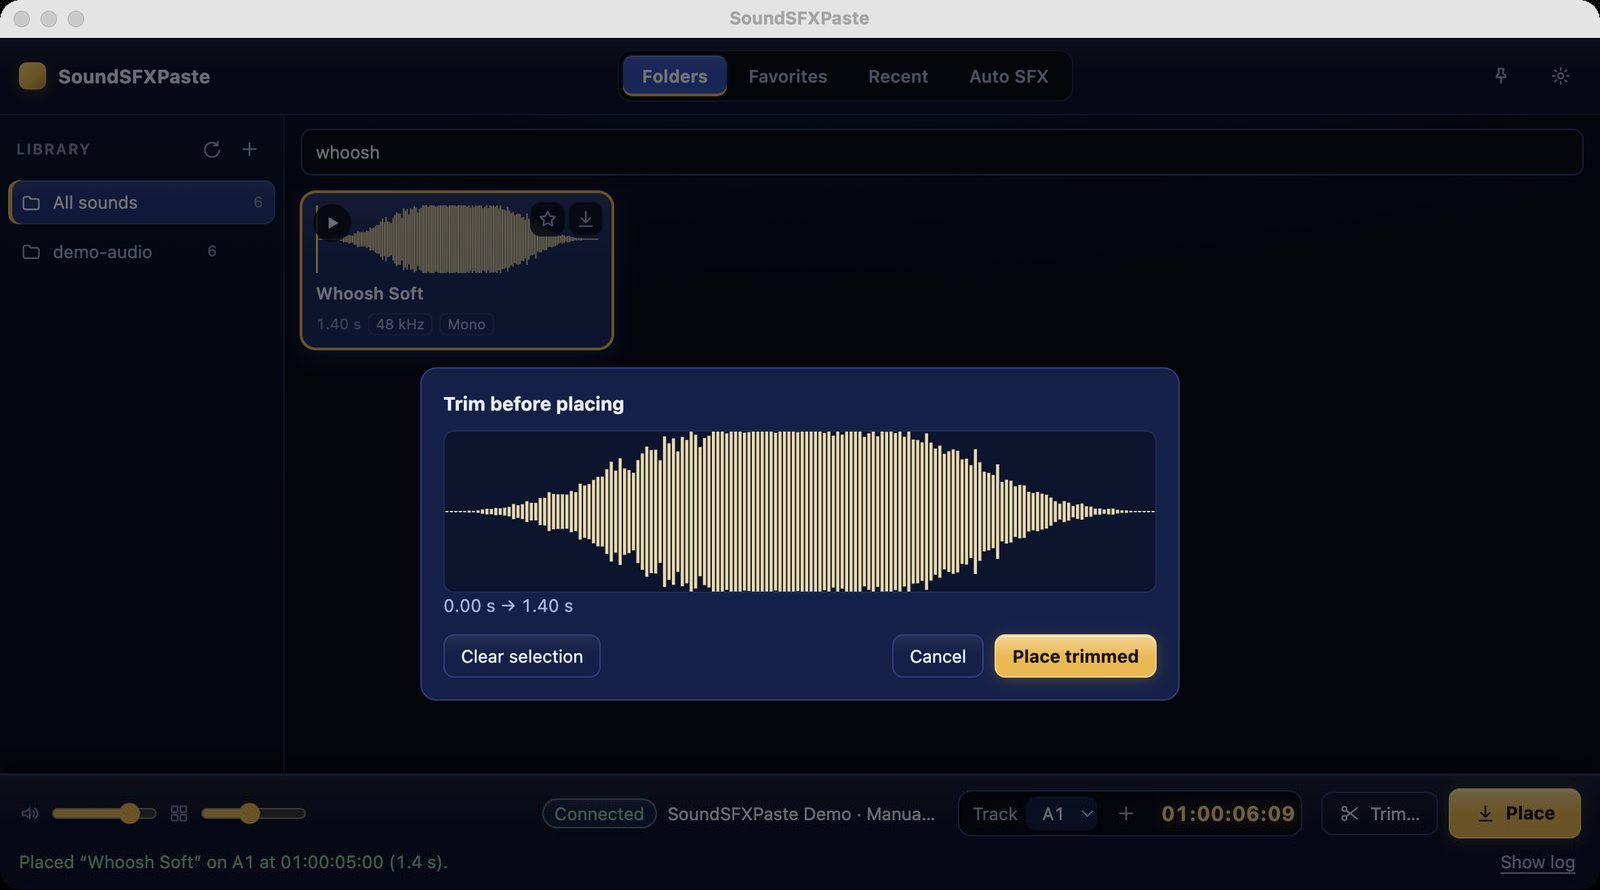 SoundSFXPaste
SoundSFXPaste
Folders Favorites Recent Auto SFX
LIBRARY
All sounds 6
demo-audio 6
whoosh
Whoosh Soft
1.40 s 48 kHz Mono
Trim before placing
0.00 s → 1.40 s
Clear selection Cancel Place trimmed
Connected SoundSFXPaste Demo · Manua... Track A1 + 01:00:06:09 Trim... Place
Placed “Whoosh Soft” on A1 at 01:00:05:00 (1.4 s).
Show log